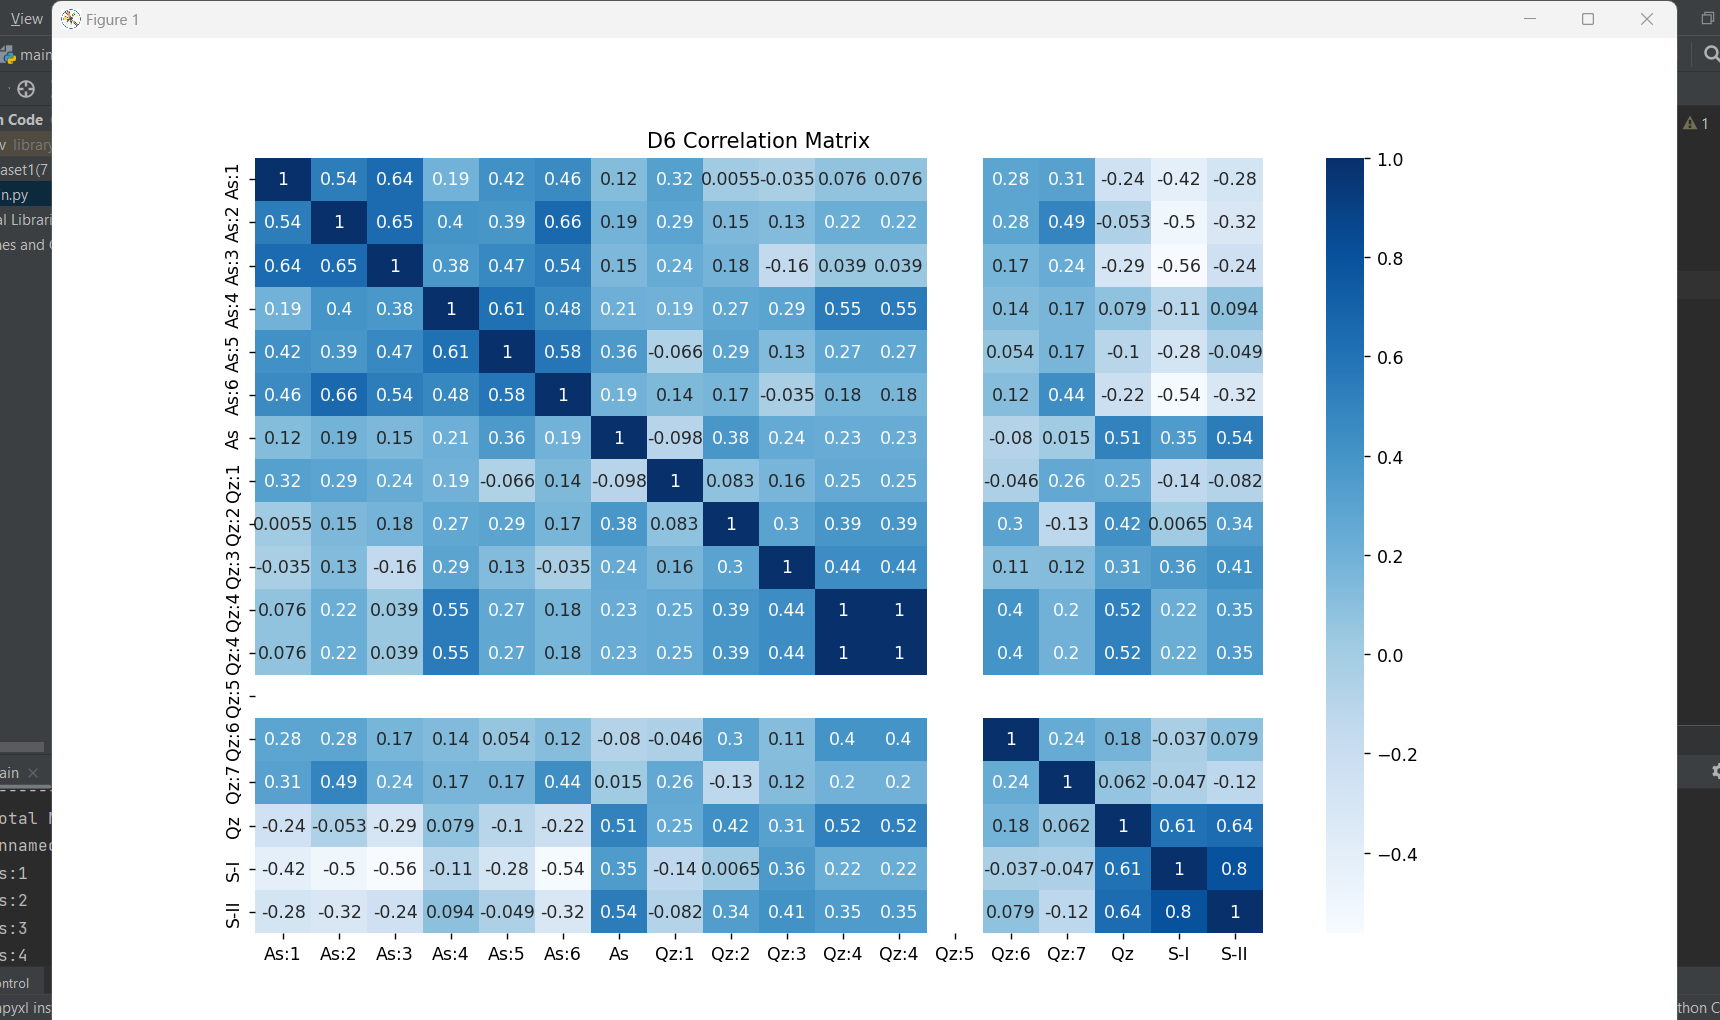 View
Figure 1
main
Code
library
aset1(7
n.py
al Librari
nes and
1
D6 Correlation Matrix
As:1 1 0.54 0.64 0.19 0.42 0.46 0.12 0.32 0.0055 -0.035 0.076 0.076 0.28 0.31 -0.24 -0.42 -0.28
As:2 0.54 1 0.65 0.4 0.39 0.66 0.19 0.29 0.15 0.13 0.22 0.22 0.28 0.49 -0.053 -0.5 -0.32
As:3 0.64 0.65 1 0.38 0.47 0.54 0.15 0.24 0.18 -0.16 0.039 0.039 0.17 0.24 -0.29 -0.56 -0.24
As:4 0.19 0.4 0.38 1 0.61 0.48 0.21 0.19 0.27 0.29 0.55 0.55 0.14 0.17 0.079 -0.11 0.094
As:5 0.42 0.39 0.47 0.61 1 0.58 0.36 -0.066 0.29 0.13 0.27 0.27 0.054 0.17 -0.1 -0.28 -0.049
As:6 0.46 0.66 0.54 0.48 0.58 1 0.19 0.14 0.17 -0.035 0.18 0.18 0.12 0.44 -0.22 -0.54 -0.32
As 0.12 0.19 0.15 0.21 0.36 0.19 1 -0.098 0.38 0.24 0.23 0.23 -0.08 0.015 0.51 0.35 0.54
Qz:1 0.32 0.29 0.24 0.19 -0.066 0.14 -0.098 1 0.083 0.16 0.25 0.25 -0.046 0.26 0.25 -0.14 -0.082
Qz:2 0.0055 0.15 0.18 0.27 0.29 0.17 0.38 0.083 1 0.3 0.39 0.39 0.3 -0.13 0.42 0.0065 0.34
Qz:3 -0.035 0.13 -0.16 0.29 0.13 -0.035 0.24 0.16 0.3 1 0.44 0.44 0.11 0.12 0.31 0.36 0.41
Qz:4 0.076 0.22 0.039 0.55 0.27 0.18 0.23 0.25 0.39 0.44 1 1 0.4 0.2 0.52 0.22 0.35
Qz:4 0.076 0.22 0.039 0.55 0.27 0.18 0.23 0.25 0.39 0.44 1 1 0.4 0.2 0.52 0.22 0.35
Qz:5
Qz:6 0.28 0.28 0.17 0.14 0.054 0.12 -0.08 -0.046 0.3 0.11 0.4 0.4 1 0.24 0.18 -0.037 0.079
Qz:7 0.31 0.49 0.24 0.17 0.17 0.44 0.015 0.26 -0.13 0.12 0.2 0.2 0.24 1 0.062 -0.047 -0.12
Qz -0.24 -0.053 -0.29 0.079 -0.1 -0.22 0.51 0.25 0.42 0.31 0.52 0.52 0.18 0.062 1 0.61 0.64
S-I -0.42 -0.5 -0.56 -0.11 -0.28 -0.54 0.35 -0.14 0.0065 0.36 0.22 0.22 -0.037 -0.047 0.61 1 0.8
S-II -0.28 -0.32 -0.24 0.094 -0.049 -0.32 0.54 -0.082 0.34 0.41 0.35 0.35 0.079 -0.12 0.64 0.8 1
As:1 As:2 As:3 As:4 As:5 As:6 As Qz:1 Qz:2 Qz:3 Qz:4 Qz:4 Qz:5 Qz:6 Qz:7 Qz S-I S-II
1.0
0.8
0.6
0.4
0.2
0.0
−0.2
−0.4
ain
otal
nnamed
s:1
s:2
s:3
s:4
ontrol
npyxl ins
thon C